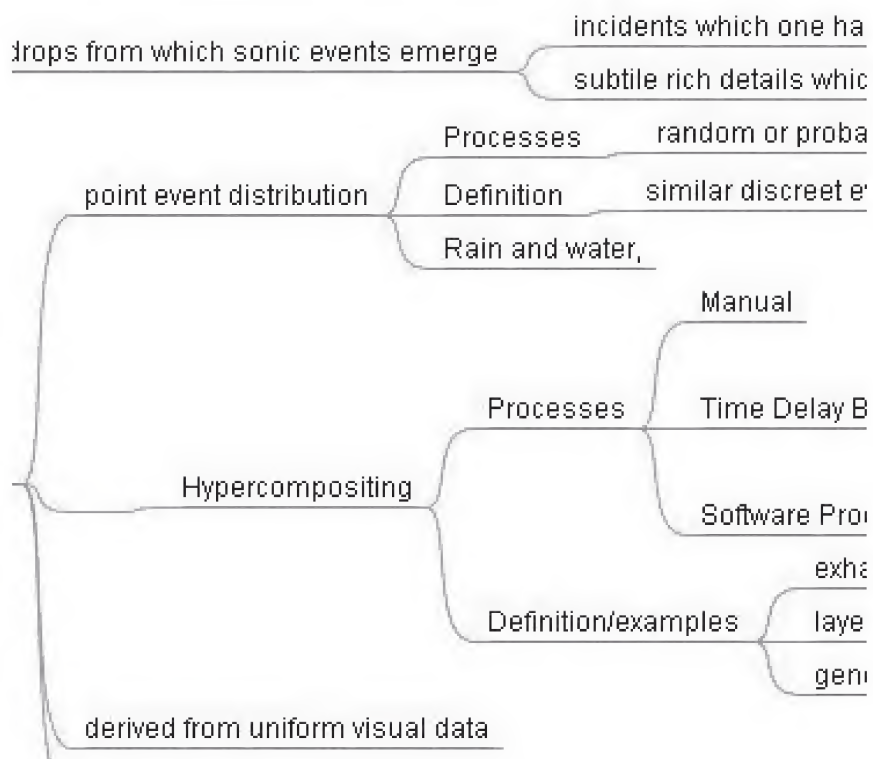 incidents which one ha
drops from which sonic events emerge
subtile rich details whic
Processes
random or proba
point event distribution
Definition
similar discreet e
Rain and water,
Manual
Processes
Time Delay B
Hypercompositing
Software Pro
exha
Definition/examples
laye
gen
derived from uniform visual data